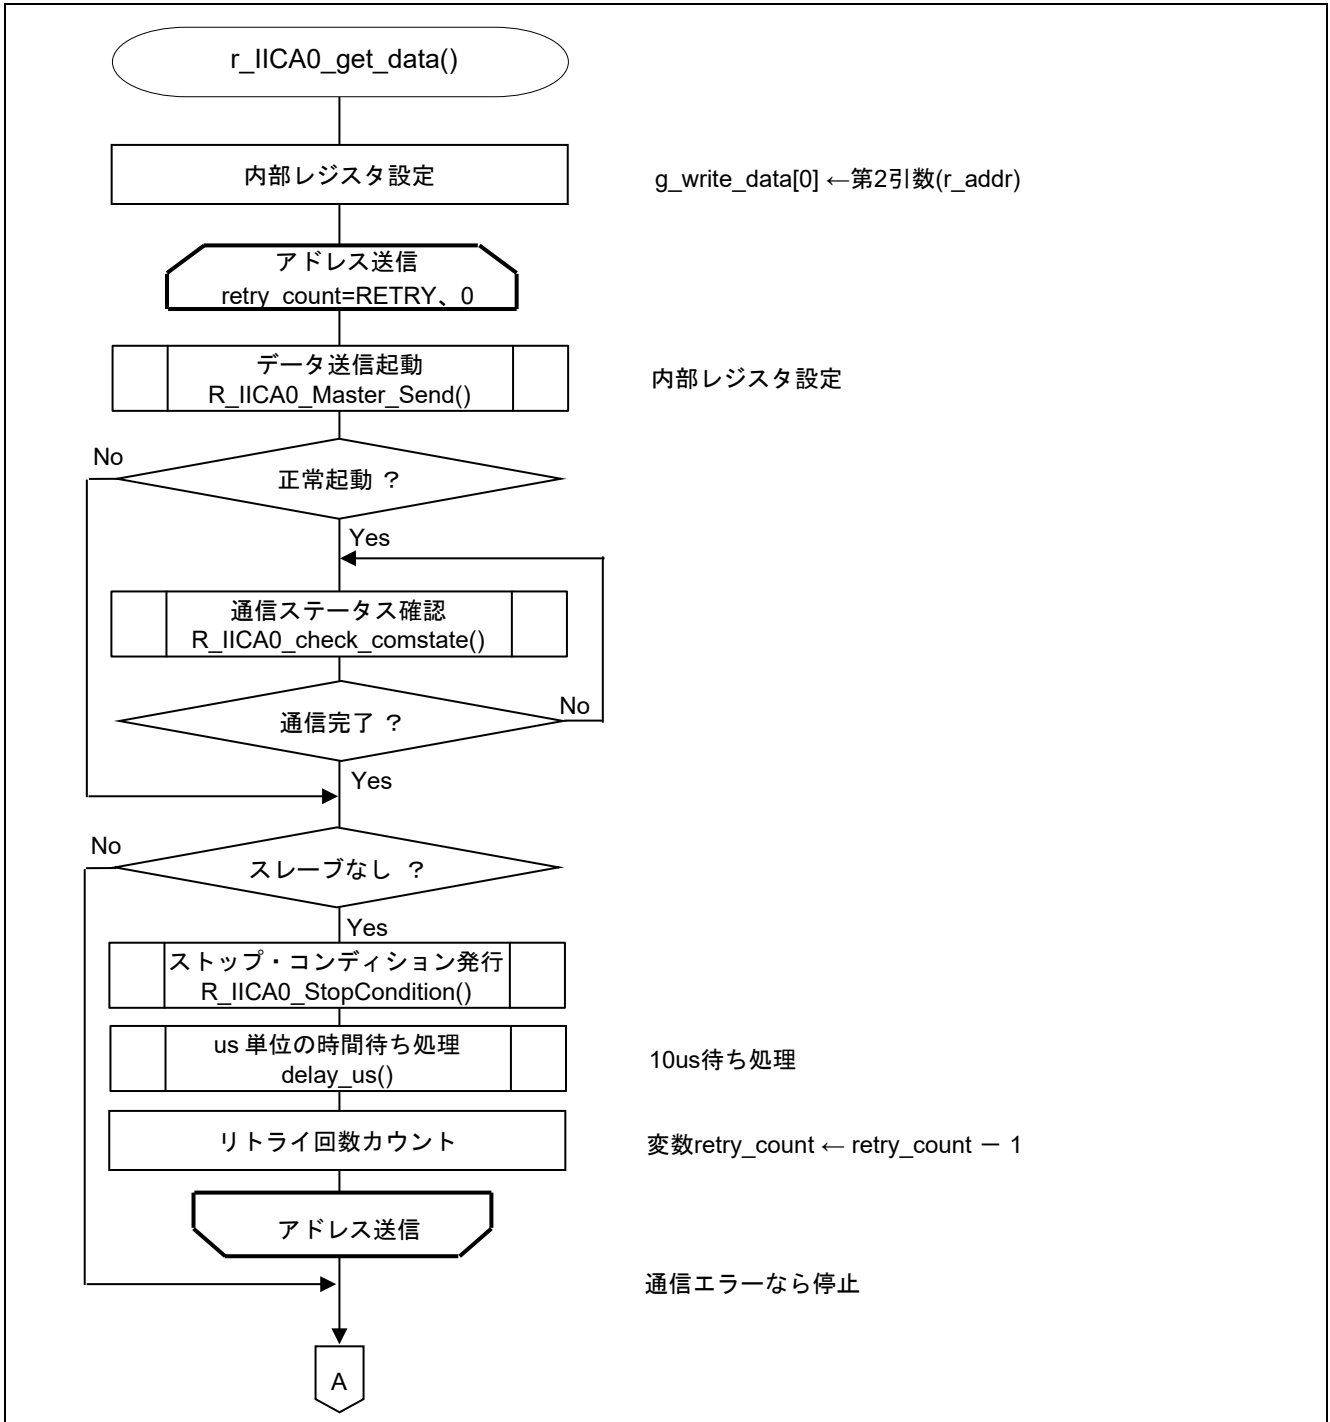 r_IICA0_get_data()
内部レジスタ設定
g_write_data[0] ←第2引数(r_addr)
アドレス送信
retry_count=RETRY、0
データ送信起動
R_IICA0_Master_Send()
内部レジスタ設定
No
正常起動 ？
Yes
通信ステータス確認
R_IICA0_check_comstate()
通信完了 ？
No
Yes
No
スレーブなし ？
Yes
ストップ・コンディション発行
R_IICA0_StopCondition()
us 単位の時間待ち処理
delay_us()
10us待ち処理
リトライ回数カウント
変数retry_count ← retry_count － 1
アドレス送信
通信エラーなら停止
A